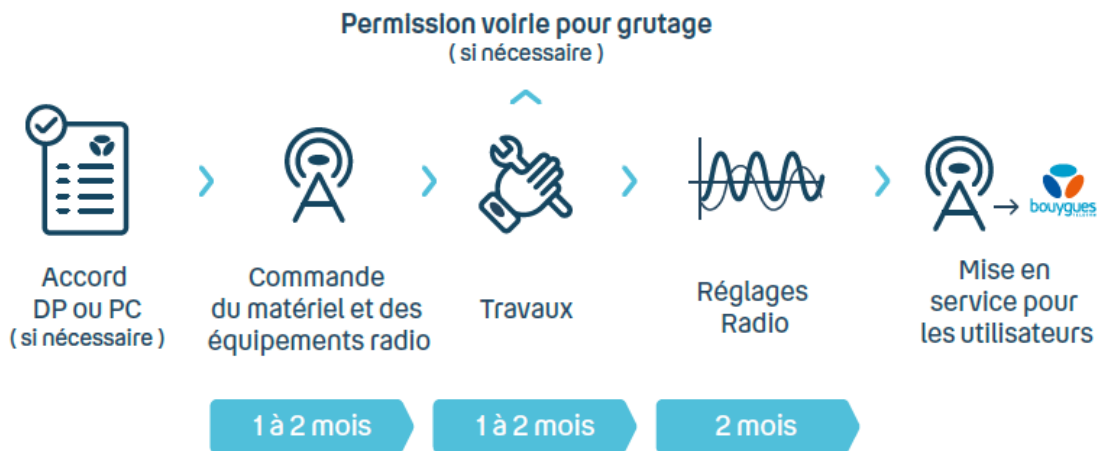 Permission voirie pour grutage
( si nécessaire )
Accord
DP ou PC
( si nécessaire )
Commande
du matériel et des
équipements radio
Travaux
Réglages
Radio
bouygues
TELECOM
Mise en
service pour
les utilisateurs
1 à 2 mois
1 à 2 mois
2 mois